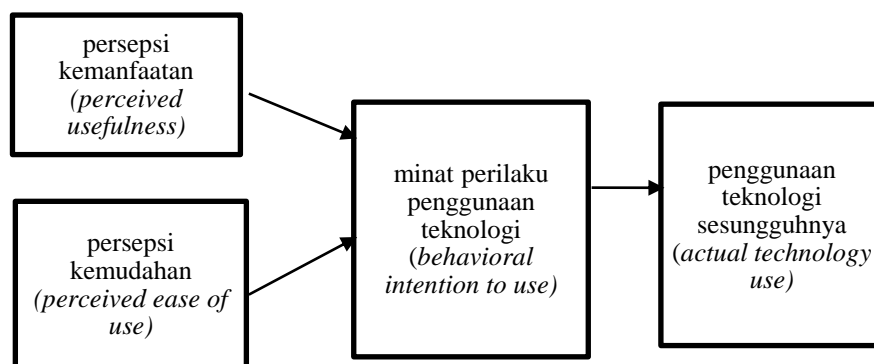 persepsi
kemanfaatan
(perceived
usefulness)
persepsi
kemudahan
(perceived ease of
use)
minat perilaku
penggunaan
teknologi
(behavioral
intention to use)
penggunaan
teknologi
sesungguhnya
(actual technology
use)